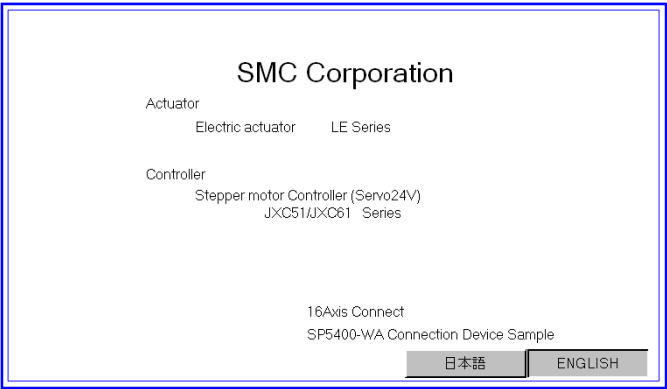 SMC Corporation
Actuator
Electric actuator LE Series
Controller
Stepper motor Controller (Servo24V)
JXC51/JXC61 Series
16Axis Connect
SP5400-WA Connection Device Sample
日本語 ENGLISH